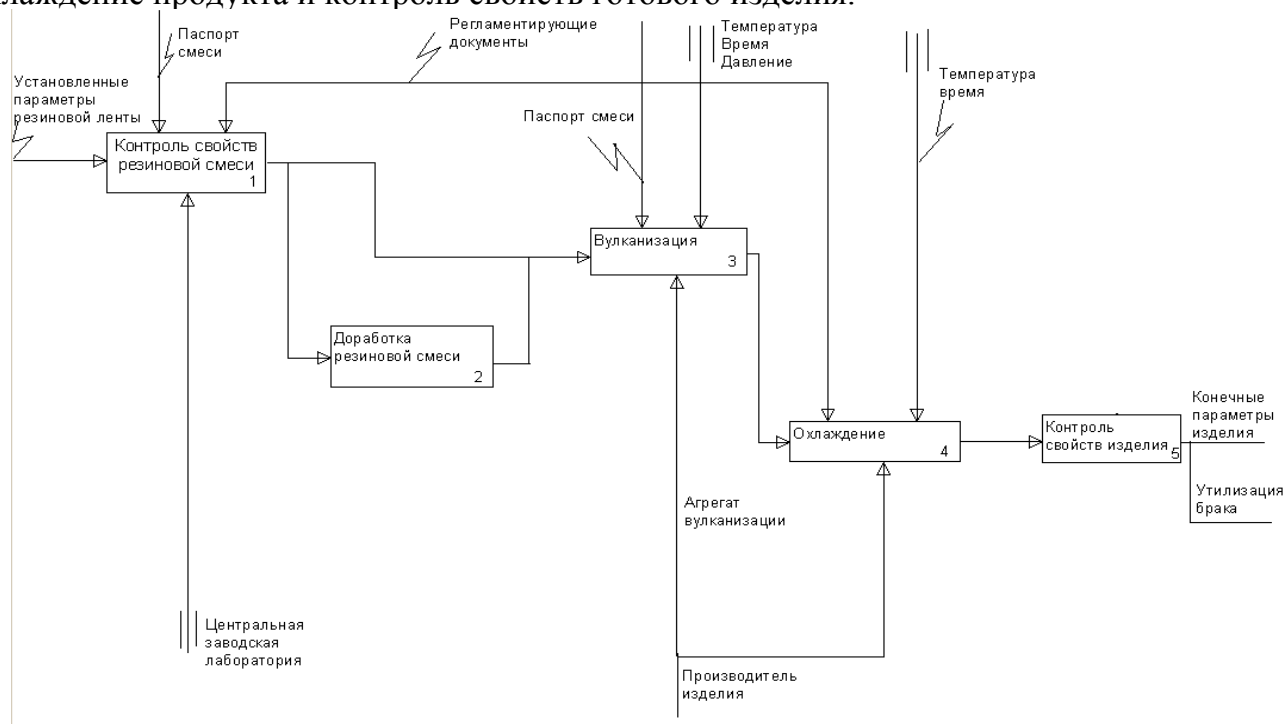 лаждение продукта и контроль свойств готового изделия.
Паспорт
смеси
Регламентирующие
документы
Температура
Время
Давление
Температура
время
Установленные
параметры
резиновой ленты
Паспорт смеси
Контроль свойств
резиновой смеси
1
Вулканизация
3
Доработка
резиновой смеси
2
Охлаждение
4
Контроль
свойств изделия
5
Конечные
параметры
изделия
Утилизация
брака
Агрегат
вулканизации
Центральная
заводская
лаборатория
Производитель
изделия